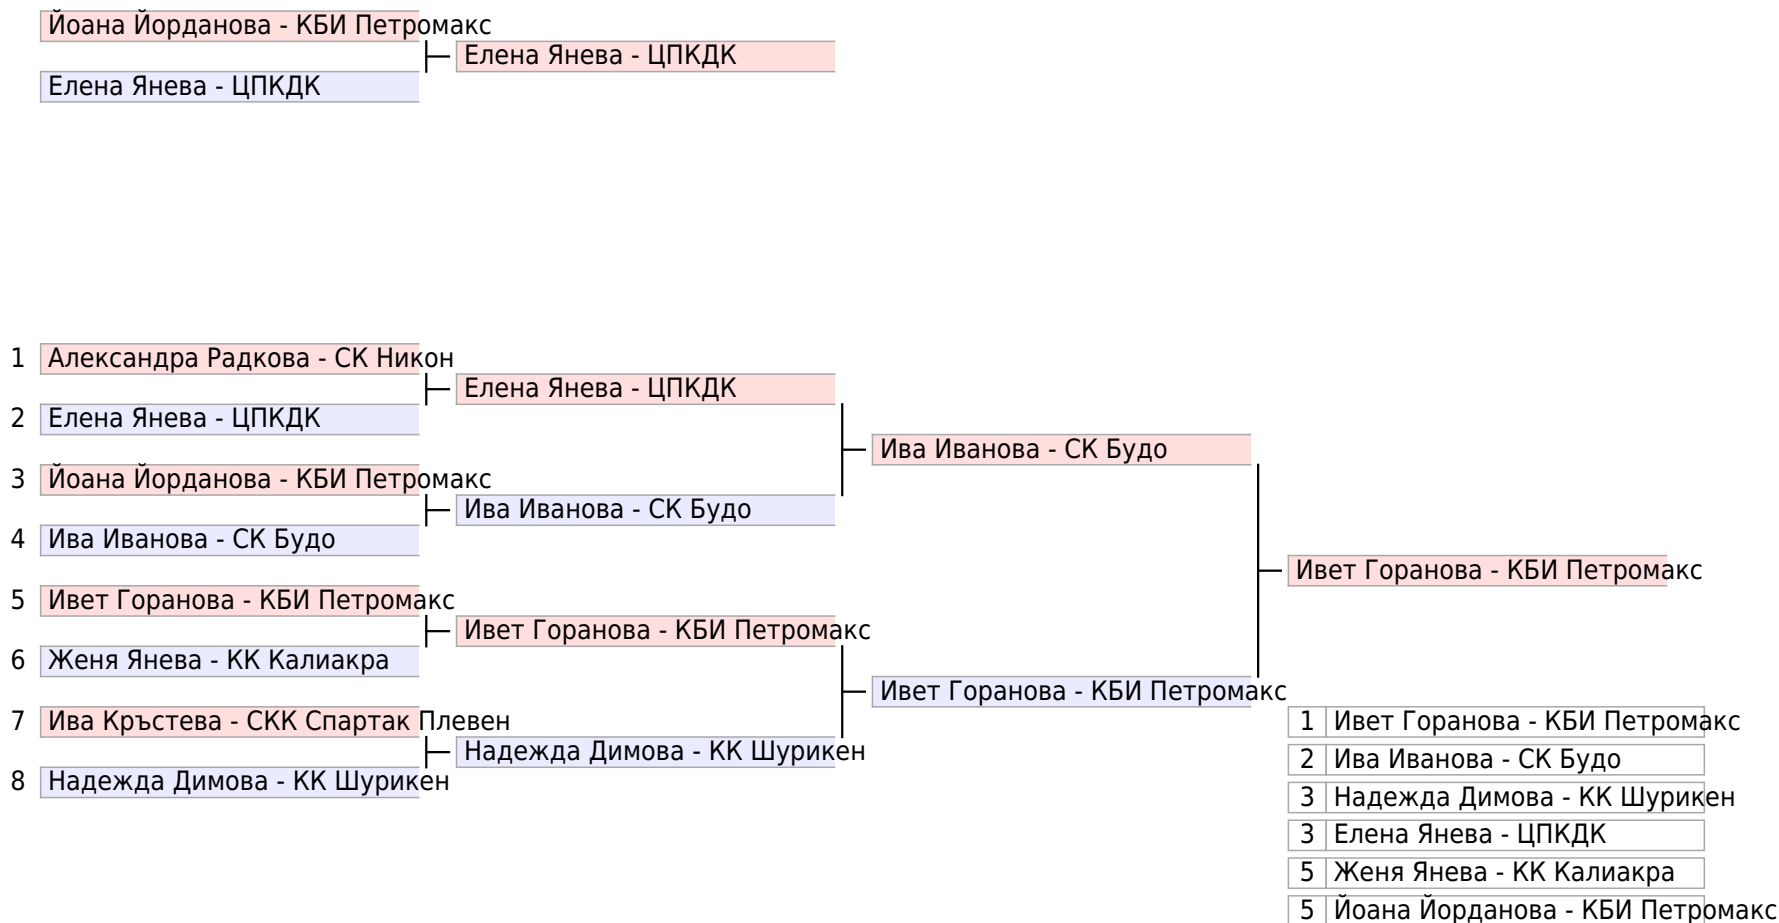 Йоана Йорданова - КБИ Петромакс
Елена Янева - ЦПКДК
Елена Янева - ЦПКДК
1 Александра Радкова - СК Никон
Елена Янева - ЦПКДК
2 Елена Янева - ЦПКДК
Ива Иванова - СК Будо
3 Йоана Йорданова - КБИ Петромакс
Ива Иванова - СК Будо
4 Ива Иванова - СК Будо
Ивет Горанова - КБИ Петромакс
5 Ивет Горанова - КБИ Петромакс
Ивет Горанова - КБИ Петромакс
6 Женя Янева - КК Калиакра
Ивет Горанова - КБИ Петромакс
7 Ива Кръстева - СКК Спартак Плевен
Надежда Димова - КК Шурикен
8 Надежда Димова - КК Шурикен
1 Ивет Горанова - КБИ Петромакс
2 Ива Иванова - СК Будо
3 Надежда Димова - КК Шурикен
3 Елена Янева - ЦПКДК
5 Женя Янева - КК Калиакра
5 Йоана Йорданова - КБИ Петромакс